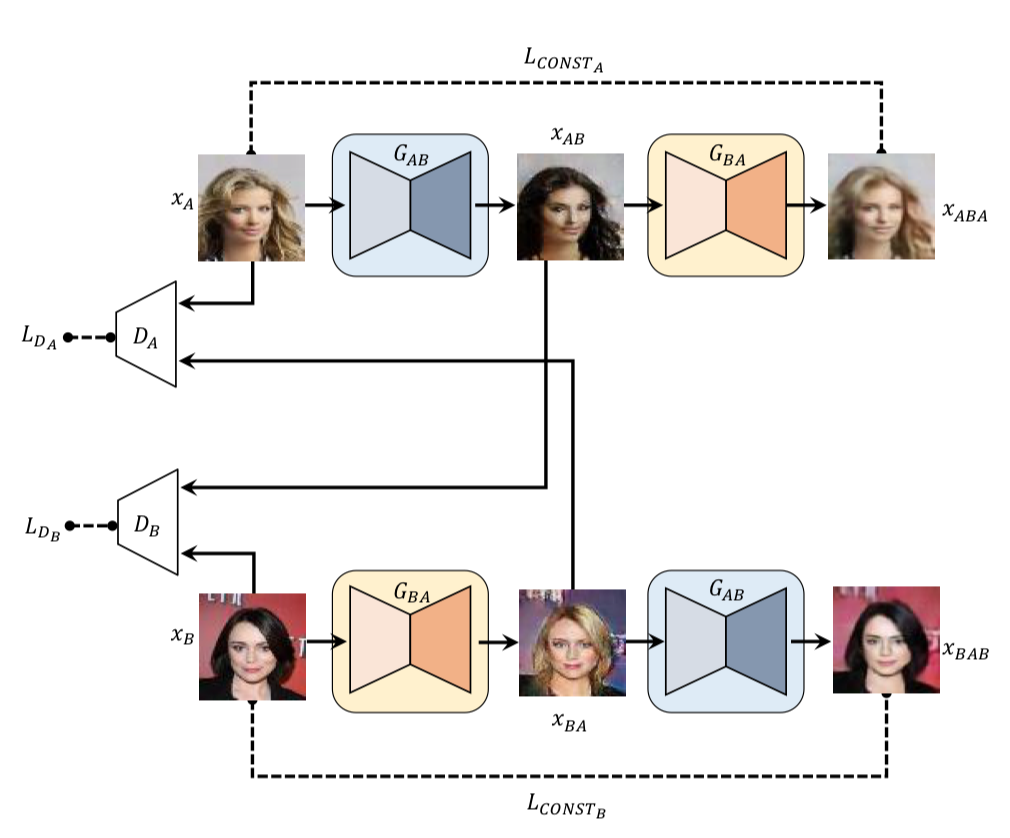 L_{CONST_A}
x_{AB}
G_{AB}
G_{BA}
x_A
x_{ABA}
L_{D_A}
D_A
L_{D_B}
D_B
G_{BA}
G_{AB}
x_B
x_{BAB}
x_{BA}
L_{CONST_B}